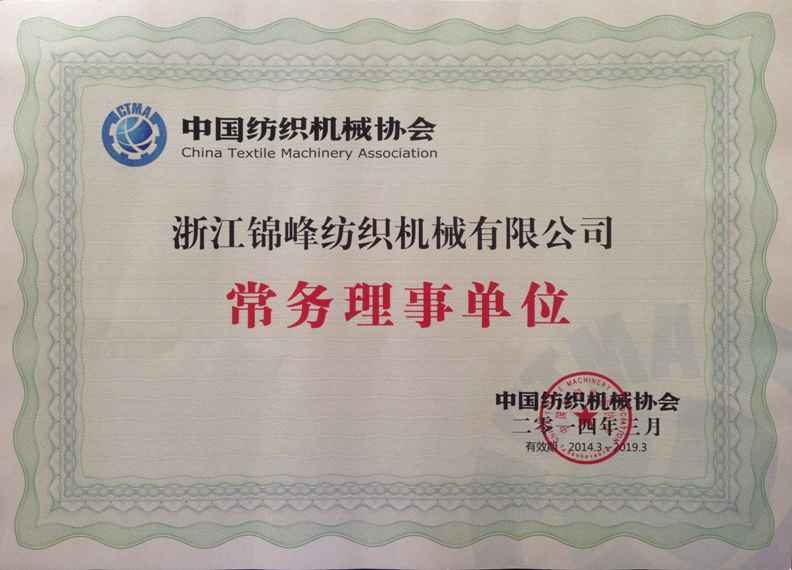 CTMA
中国纺织机械协会
China Textile Machinery Association
浙江锦峰纺织机械有限公司
常务理事单位
中国纺织机械协会
二零一四年三月
有效期：2014.3-2019.3